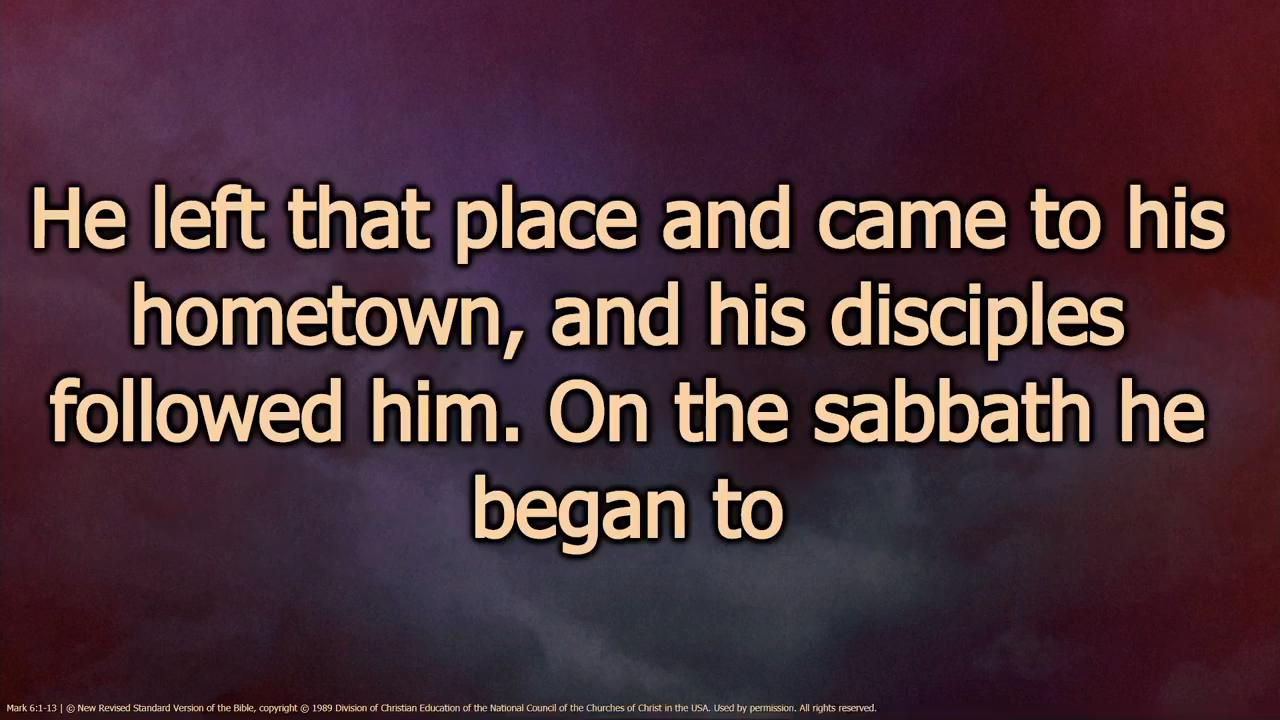 He left that place and came to his
hometown, and his disciples
followed him. On the sabbath he
began to
Mark 6:1-13 | © New Revised Standard Version of the Bible, copyright © 1989 Division of Christian Education of the National Council of the Churches of Christ in the USA. Used by permission. All rights reserved.